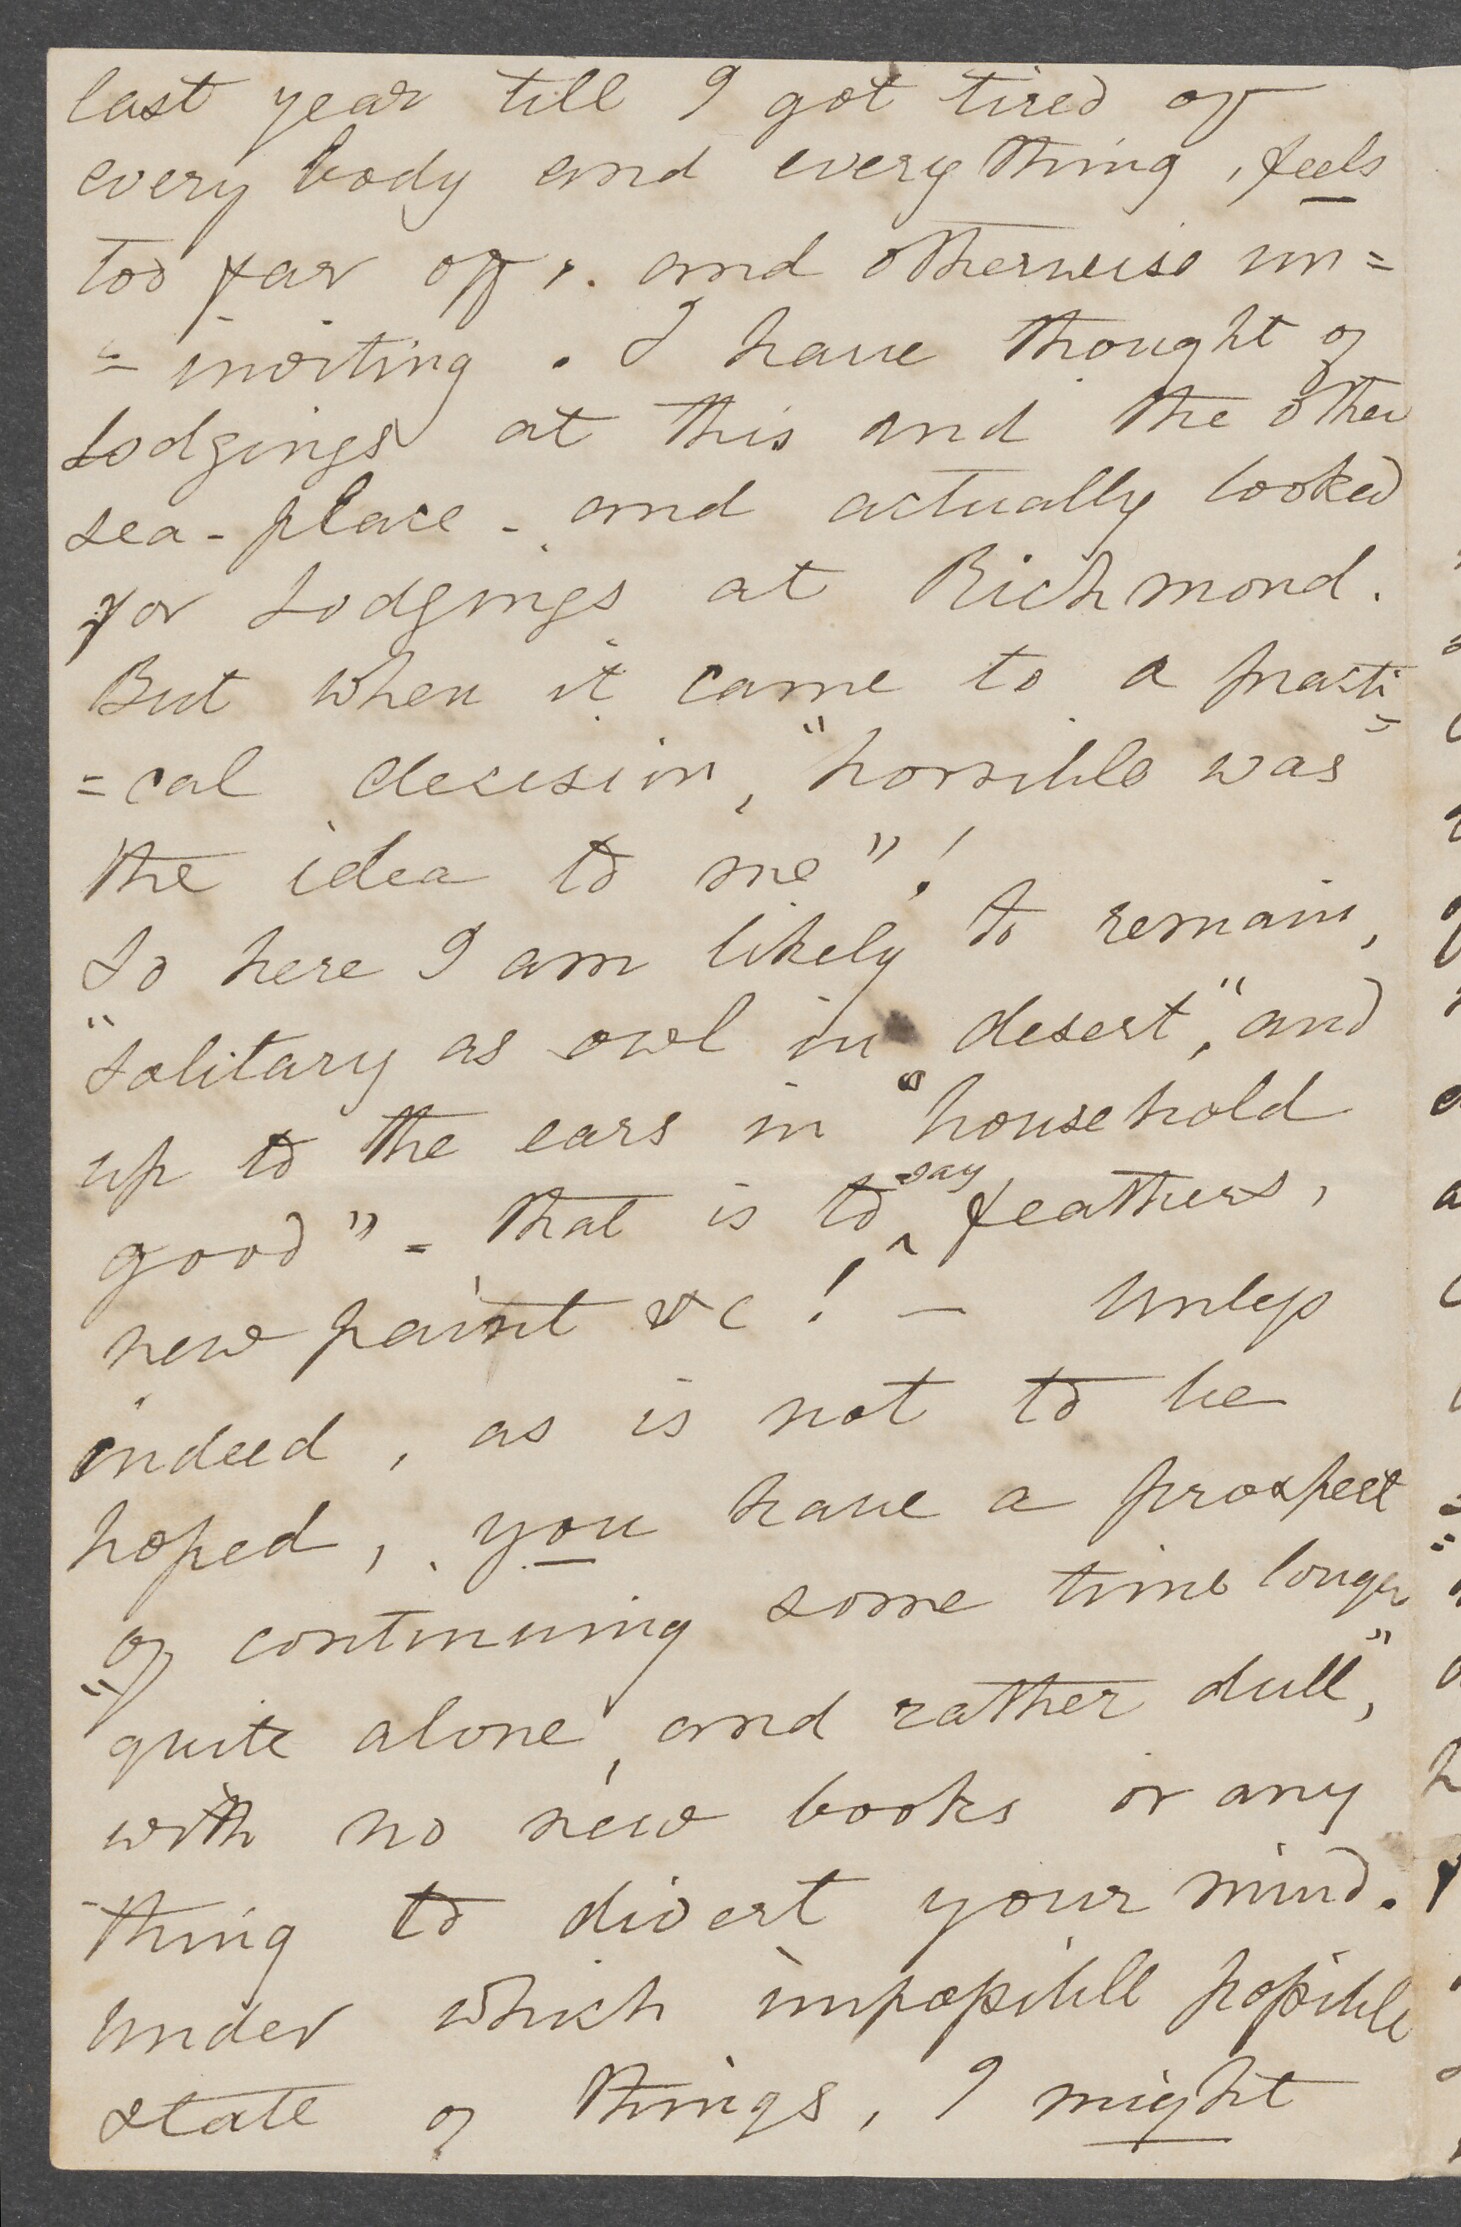 last year till I got tired of
every body and every thing, feels
too far off, . and otherwise un=
=inviting . I have thought of
Lodgings at this and the other
sea-place - and actually looked
for Lodgings at Richmond.
But when it came to a practi=
=cal decision, "horrible was"
the idea to me"!
So here I am likely to remain,
"solitary as owl in desert", and
up to the ears in "household
good" = that is to say feathers,
new paint &c! — Unless
indeed, as is not to be
hoped, you have a prospect
of continuing some time longer
"quite alone, and rather dull",
with no new books or any
thing to divert your mind.
Under which impossible possible
state of things, I might